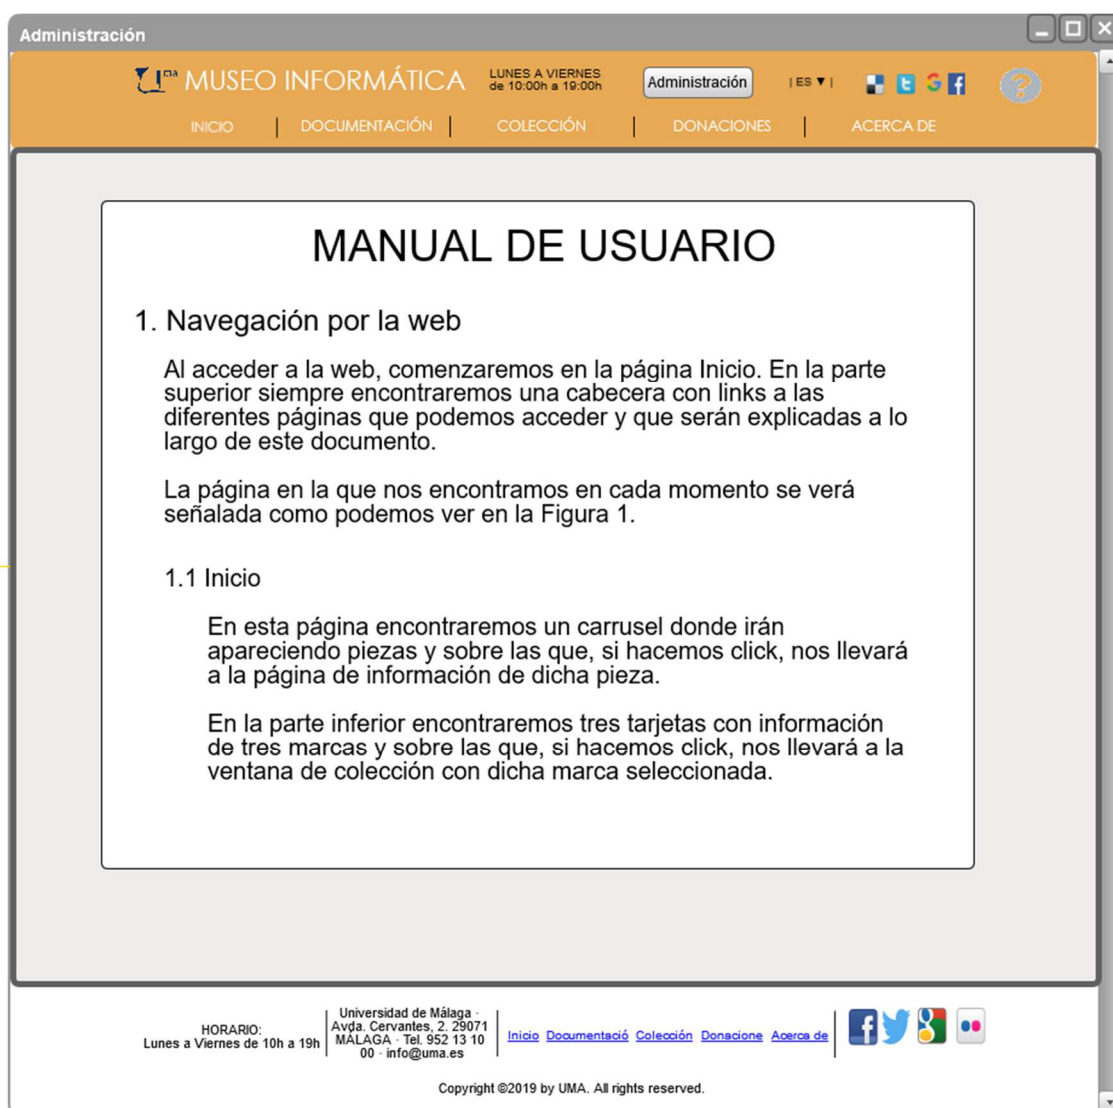 Administración
uma MUSEO INFORMÁTICA
LUNES A VIERNES
de 10:00h a 19:00h
Administración
| ES ▼ |
?
INICIO | DOCUMENTACIÓN | COLECCIÓN | DONACIONES | ACERCA DE
MANUAL DE USUARIO
1. Navegación por la web
Al acceder a la web, comenzaremos en la página Inicio. En la parte
superior siempre encontraremos una cabecera con links a las
diferentes páginas que podemos acceder y que serán explicadas a lo
largo de este documento.
La página en la que nos encontramos en cada momento se verá
señalada como podemos ver en la Figura 1.
1.1 Inicio
En esta página encontraremos un carrusel donde irán
apareciendo piezas y sobre las que, si hacemos click, nos llevará
a la página de información de dicha pieza.
En la parte inferior encontraremos tres tarjetas con información
de tres marcas y sobre las que, si hacemos click, nos llevará a la
ventana de colección con dicha marca seleccionada.
HORARIO:
Lunes a Viernes de 10h a 19h
Universidad de Málaga ·
Avda. Cervantes, 2. 29071
MÁLAGA · Tel. 952 13 10
00 · info@uma.es
Inicio Documentació Colección Donacione Acerca de
Copyright ©2019 by UMA. All rights reserved.